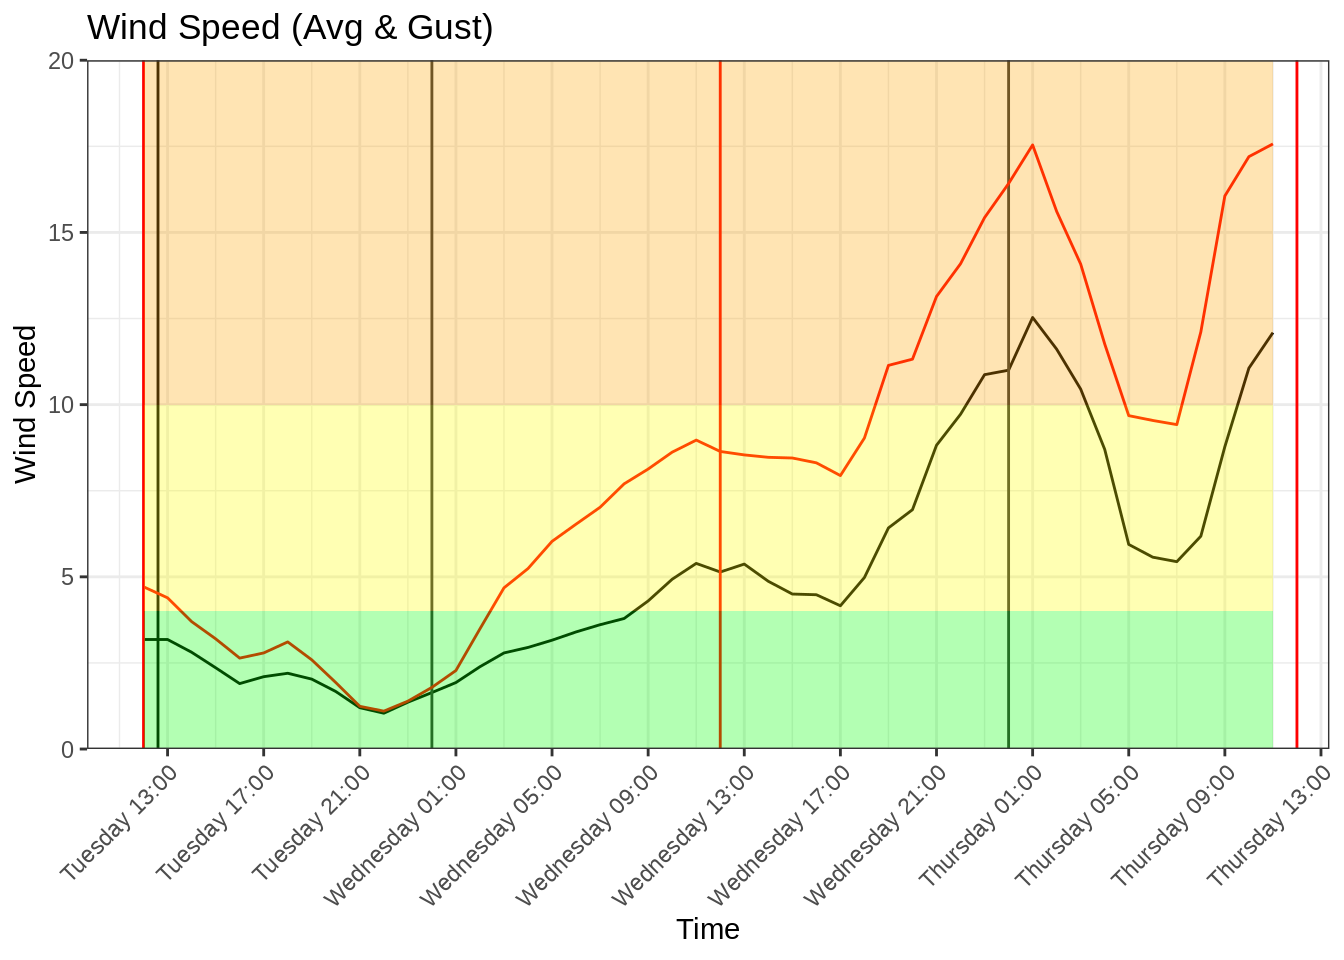 Wind Speed (Avg & Gust)
20
15
10
5
0
Wind Speed
Tuesday 13:00
Tuesday 17:00
Tuesday 21:00
Wednesday 01:00
Wednesday 05:00
Wednesday 09:00
Wednesday 13:00
Wednesday 17:00
Wednesday 21:00
Thursday 01:00
Thursday 05:00
Thursday 09:00
Thursday 13:00
Time